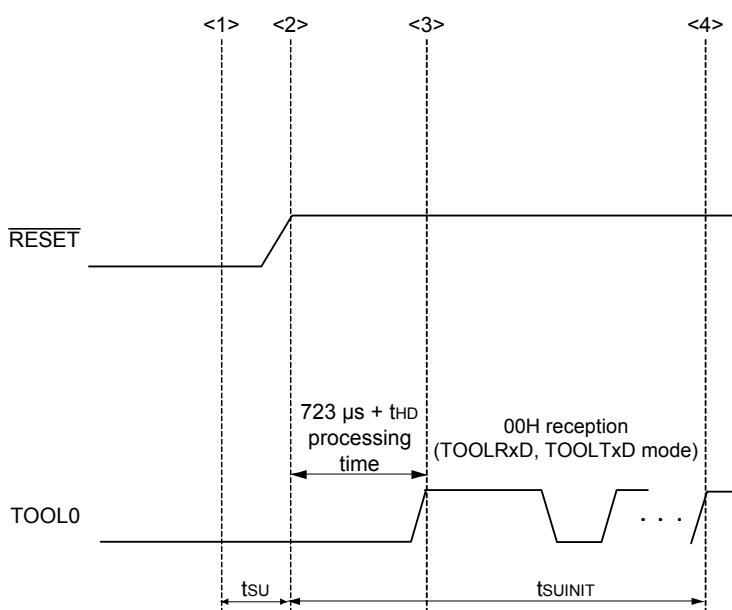 <1> <2> <3> <4>
RESET
723 µs + tHD
processing
time
00H reception
(TOOLRxD, TOOLTxD mode)
TOOL0
. . .
tSU tSUINIT